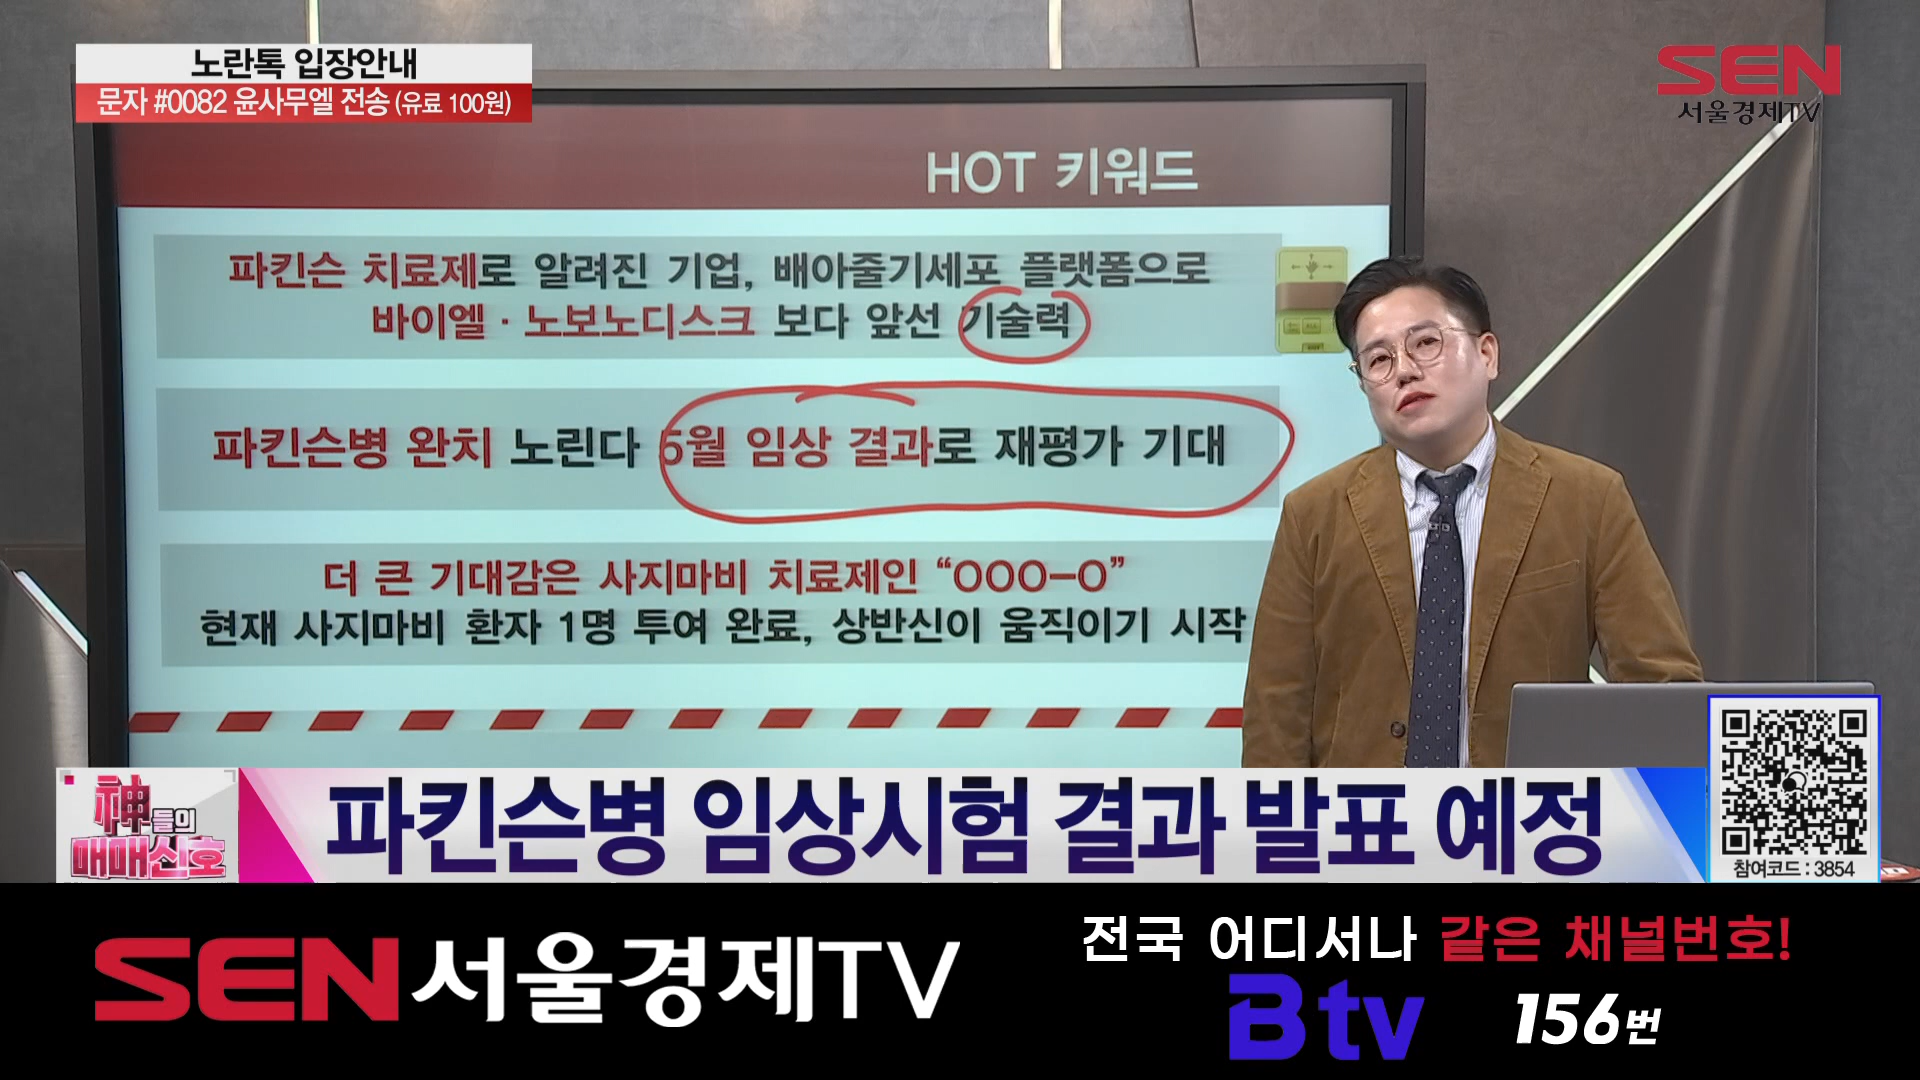 노란톡 입장안내
문자 #0082 윤사무엘 전송 (유료 100원)
SEN
서울경제TV
HOT 키워드
파킨슨 치료제로 알려진 기업, 배아줄기세포 플랫폼으로
바이엘 · 노보노디스크 보다 앞선 기술력
파킨슨병 완치 노린다 5월 임상 결과로 재평가 기대
더 큰 기대감은 사지마비 치료제인 “OOO-O”
현재 사지마비 환자 1명 투여 완료, 상반신이 움직이기 시작
神들의
매매신호
파킨슨병 임상시험 결과 발표 예정
참여코드 : 3854
SEN 서울경제TV
전국 어디서나 같은 채널번호!
B tv 156번